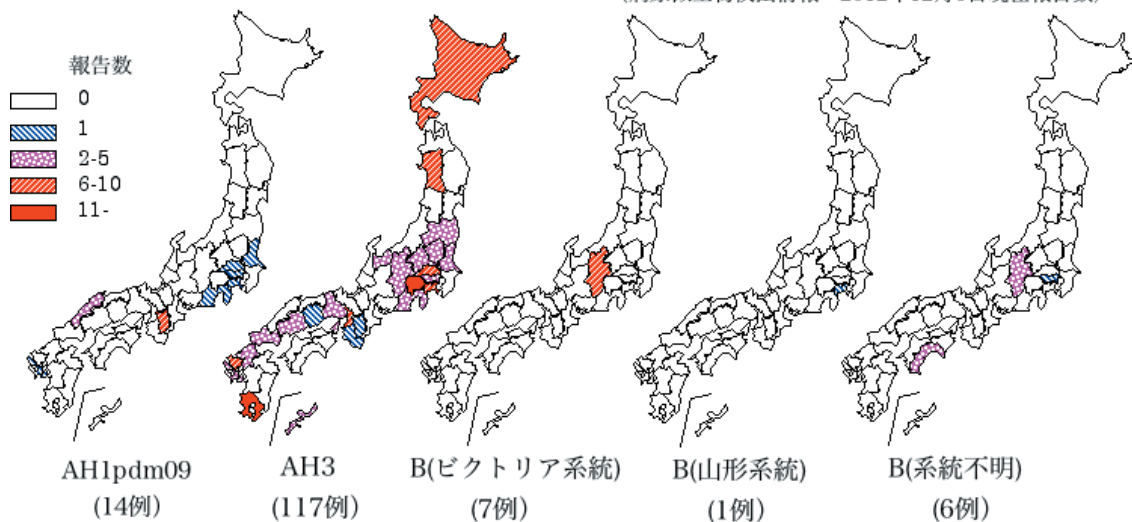 報告数
0
1
2-5
6-10
11-
AH1pdm09
(14例)
AH3
(117例)
B(ビクトリア系統)
(7例)
B(山形系統)
(1例)
B(系統不明)
(6例)